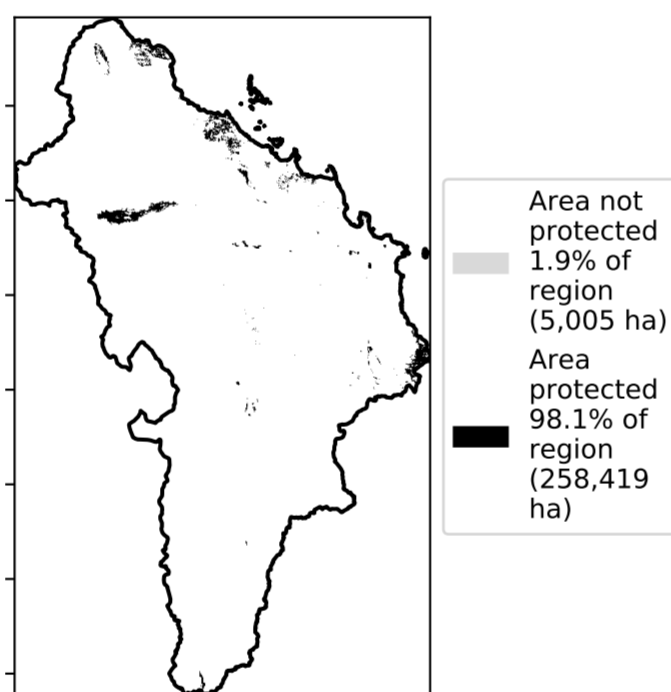 Area not
protected
1.9% of
region
(5,005 ha)
Area
protected
98.1% of
region
(258,419
ha)